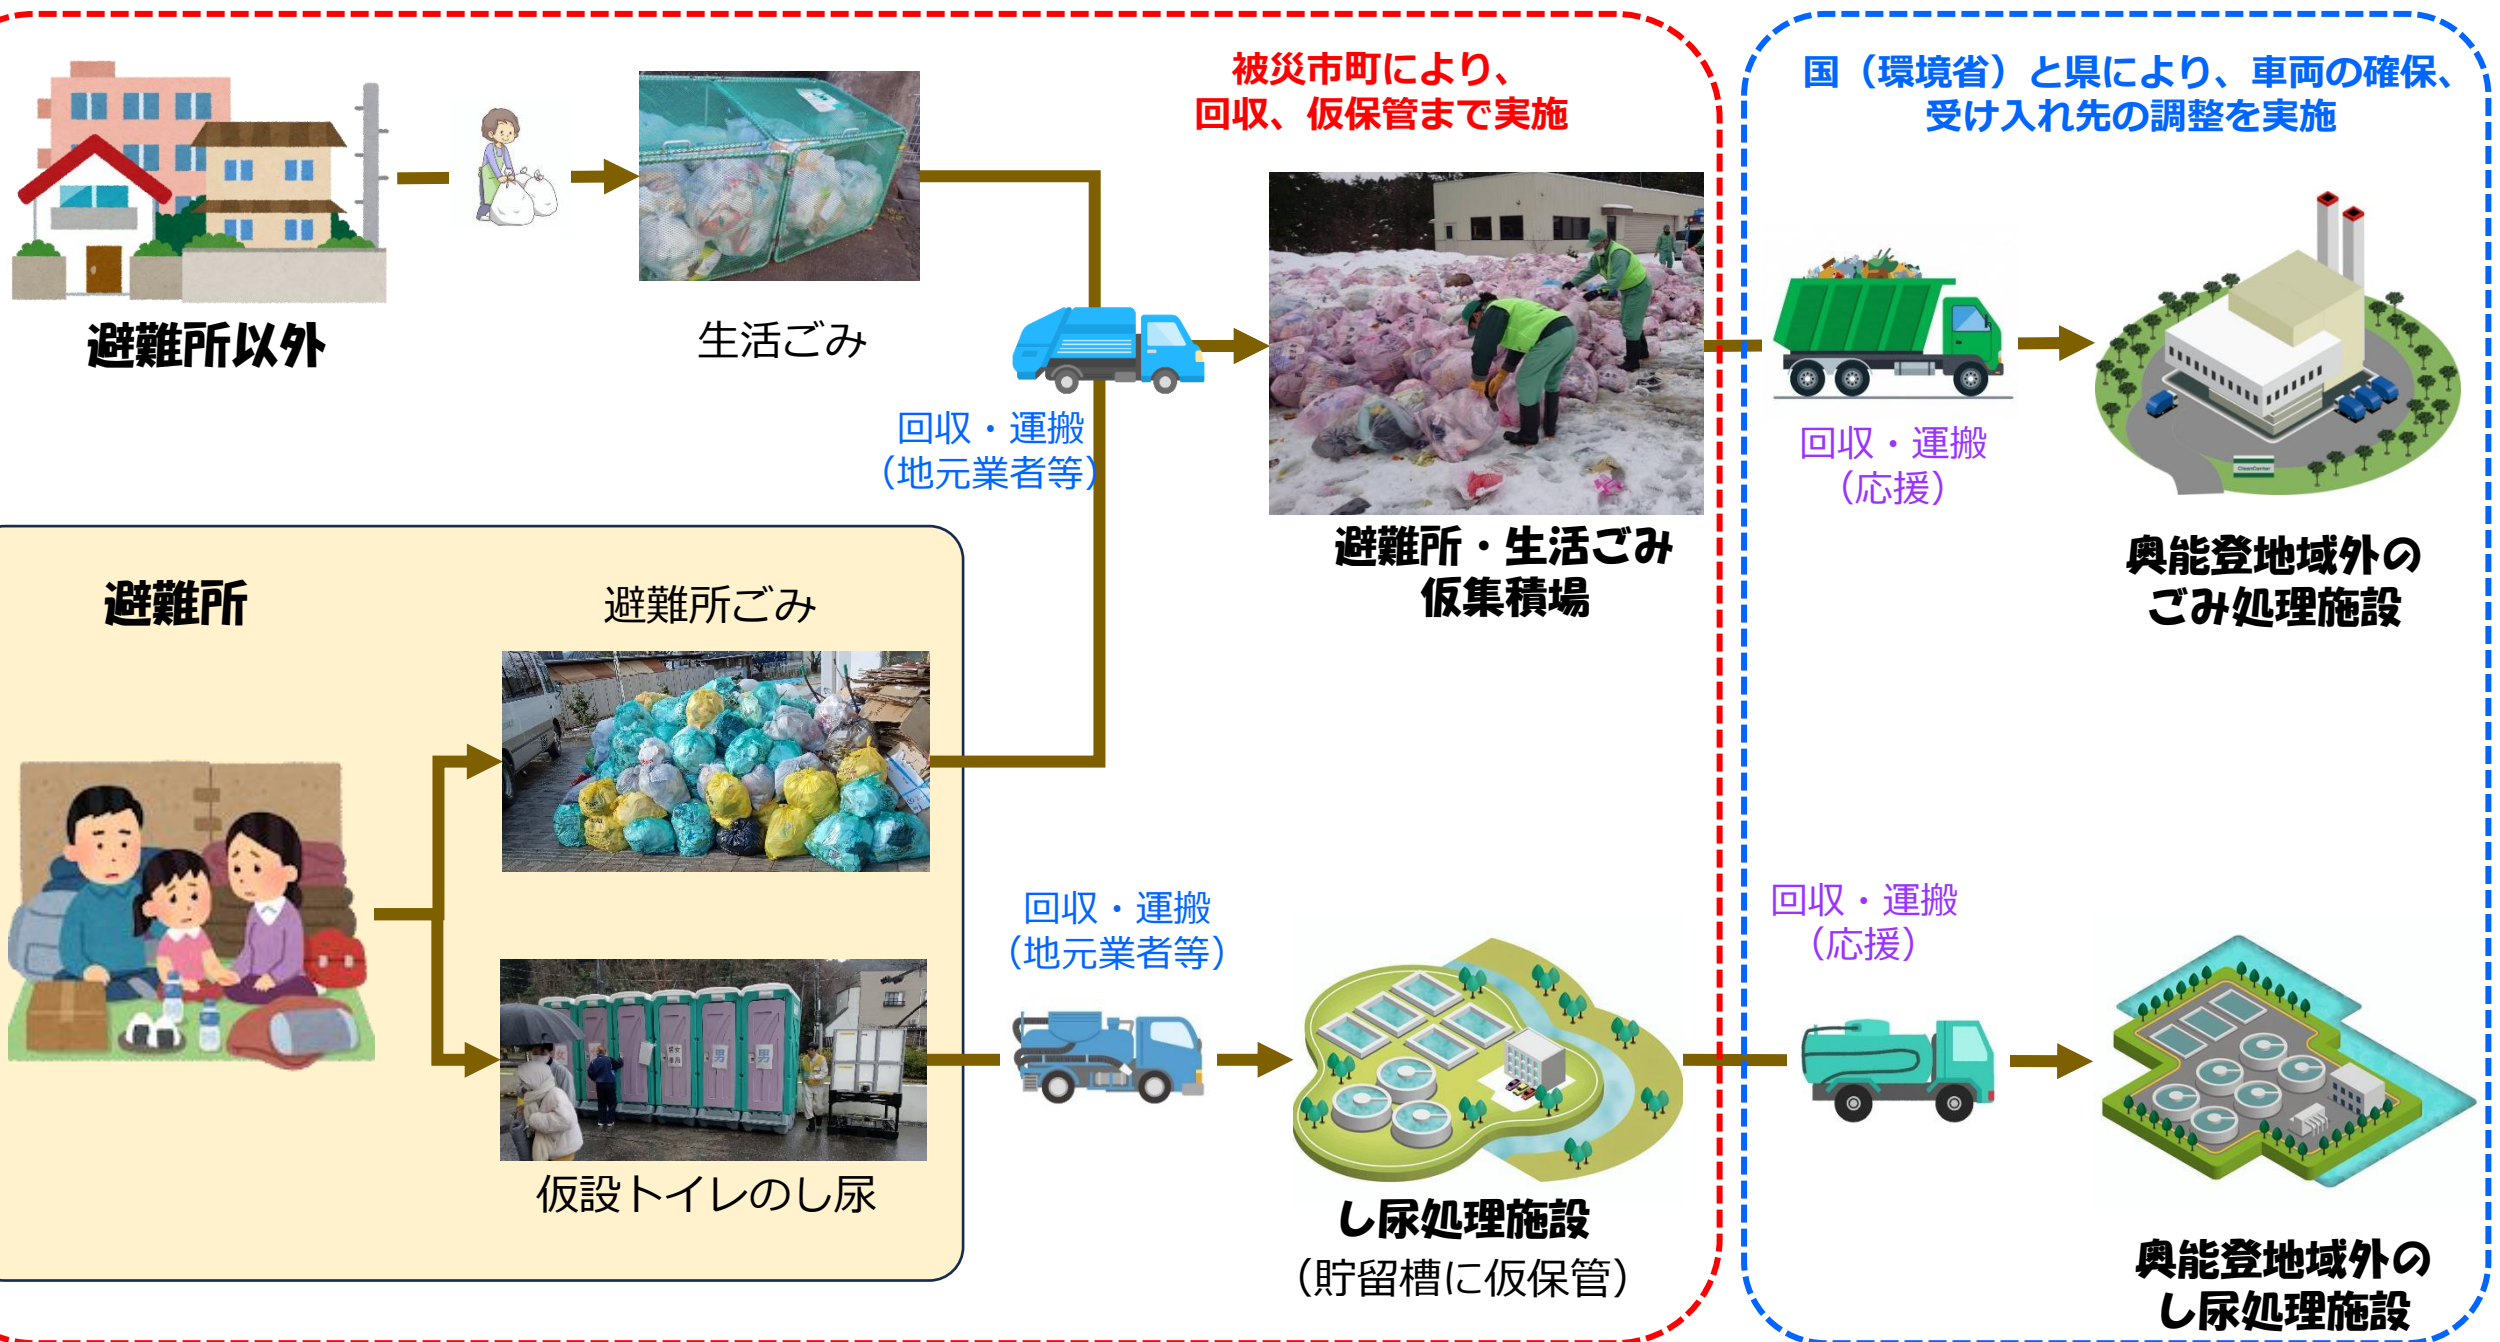 被災市町により、
回収、仮保管まで実施
国（環境省）と県により、車両の確保、
受け入れ先の調整を実施
避難所以外
生活ごみ
回収・運搬
（地元業者等）
避難所・生活ごみ
仮集積場
回収・運搬
（応援）
CleanCenter
奥能登地域外の
ごみ処理施設
避難所
避難所ごみ
仮設トイレのし尿
女
男
男
回収・運搬
（地元業者等）
し尿処理施設
（貯留槽に仮保管）
回収・運搬
（応援）
奥能登地域外の
し尿処理施設